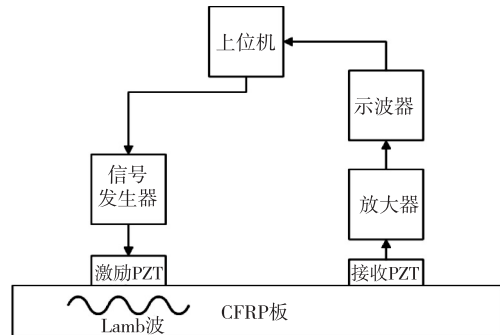 上位机
示波器
信号
发生器
放大器
激励PZT
接收PZT
Lamb波
CFRP板